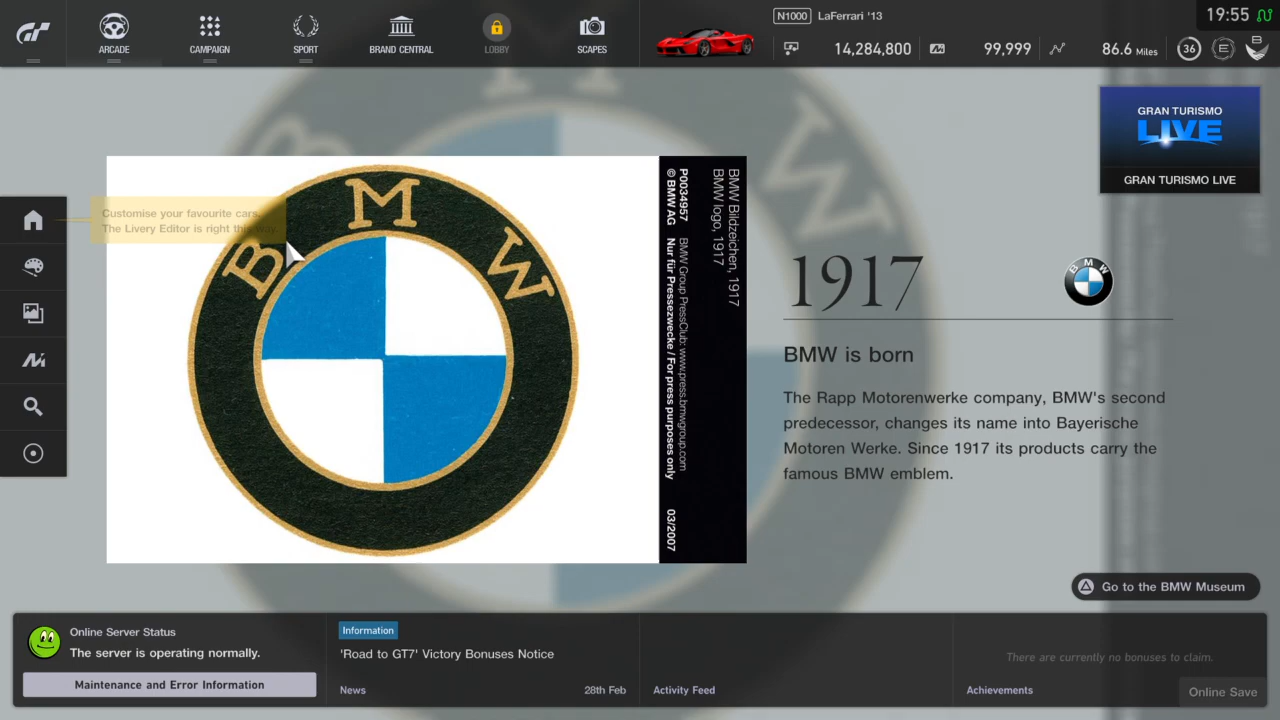 GT
ARCADE
CAMPAIGN
SPORT
BRAND CENTRAL
LOBBY
SCAPES
N1000 LaFerrari '13
14,284,800
99,999
86.6 Miles
36
E
B
19:55
GRAN TURISMO
LIVE
GRAN TURISMO LIVE
Customise your favourite cars.
The Livery Editor is right this way.
BMW
BMW Bildzeichen, 1917
BMW logo, 1917
P0034957 BMW Group PressClub: www.press.bmwgroup.com
© BMW AG Nur für Pressezwecke / For press purposes only 03/2007
1917
BMW
BMW is born
The Rapp Motorenwerke company, BMW's second
predecessor, changes its name into Bayerische
Motoren Werke. Since 1917 its products carry the
famous BMW emblem.
Go to the BMW Museum
Online Server Status
The server is operating normally.
Maintenance and Error Information
Information
'Road to GT7' Victory Bonuses Notice
News 28th Feb
Activity Feed
There are currently no bonuses to claim.
Achievements
Online Save